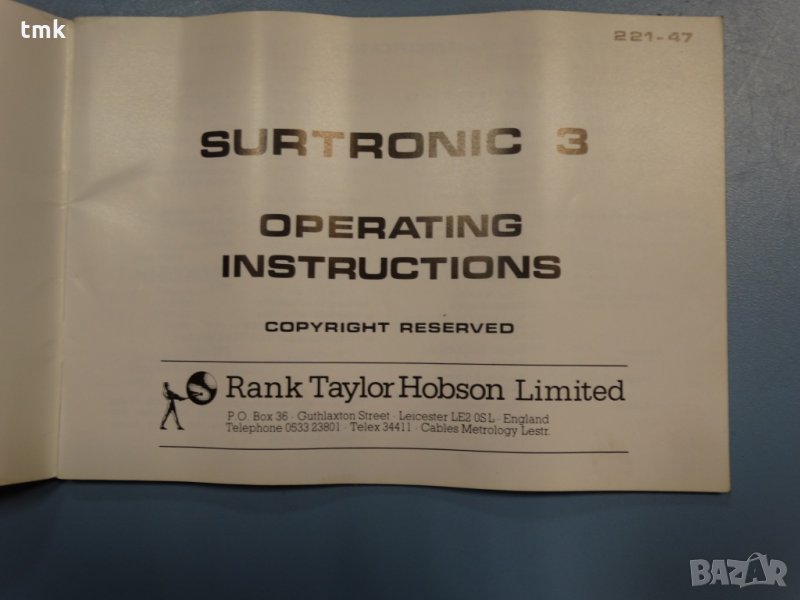 tmk
221-47
SURTRONIC 3
OPERATING
INSTRUCTIONS
COPYRIGHT RESERVED
Rank Taylor Hobson Limited
P.O. Box 36 · Guthlaxton Street · Leicester LE2 0SL · England
Telephone 0533 23801 · Telex 34411 · Cables Metrology Lestr.
BAZAR